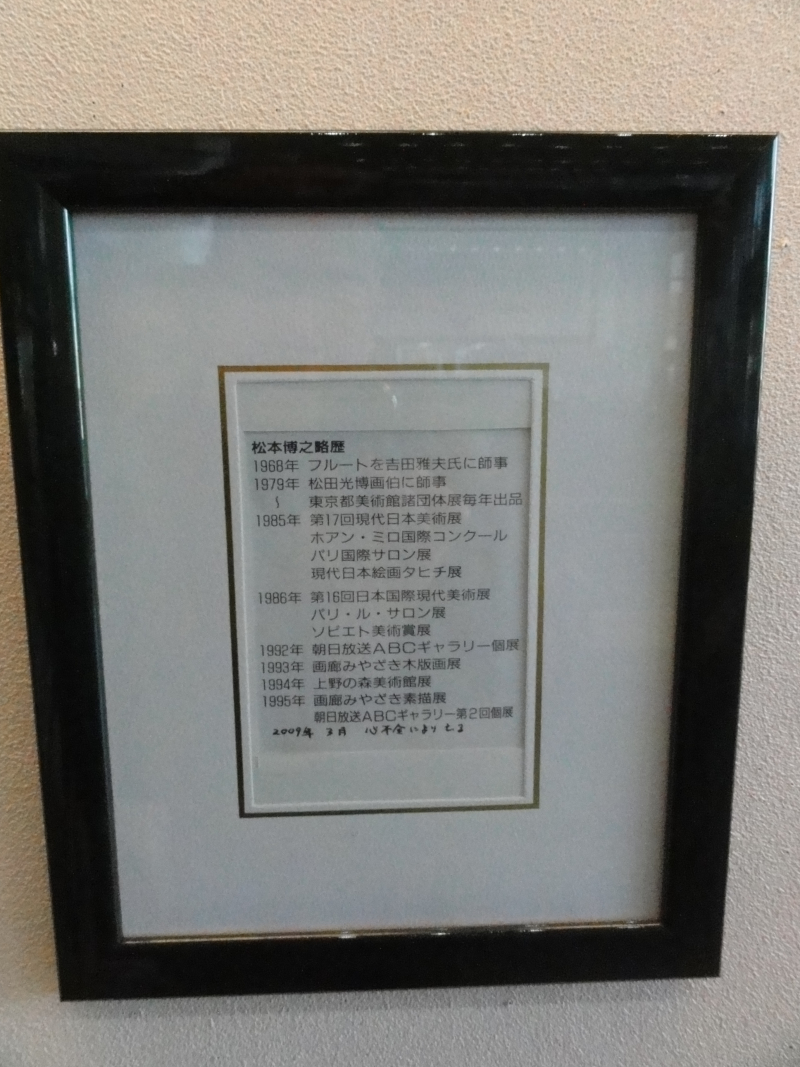 松本博之略歴
1968年 フルートを吉田雅夫氏に師事
1979年 松田光博画伯に師事
〜 東京都美術館諸団体展毎年出品
1985年 第17回現代日本美術展
ホアン・ミロ国際コンクール
パリ国際サロン展
現代日本絵画タヒチ展
1986年 第16回日本国際現代美術展
パリ・ル・サロン展
ソビエト美術賞展
1992年 朝日放送ABCギャラリー個展
1993年 画廊みやざき木版画展
1994年 上野の森美術館展
1995年 画廊みやざき素描展
朝日放送ABCギャラリー第2回個展
2009年 3月 心不全により